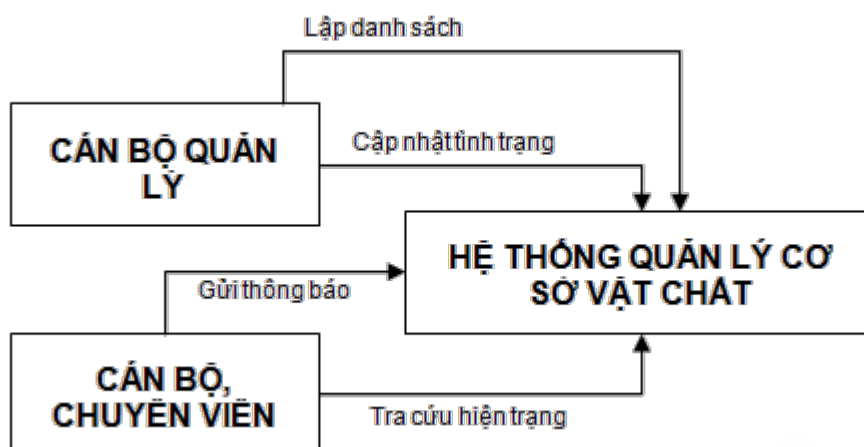 Lập danh sách
CÁN BỘ QUẢN
LÝ
Cập nhật tình trạng
HỆ THỐNG QUẢN LÝ CƠ
SỞ VẬT CHẤT
Gửi thông báo
CÁN BỘ,
CHUYÊN VIÊN
Tra cứu hiện trạng